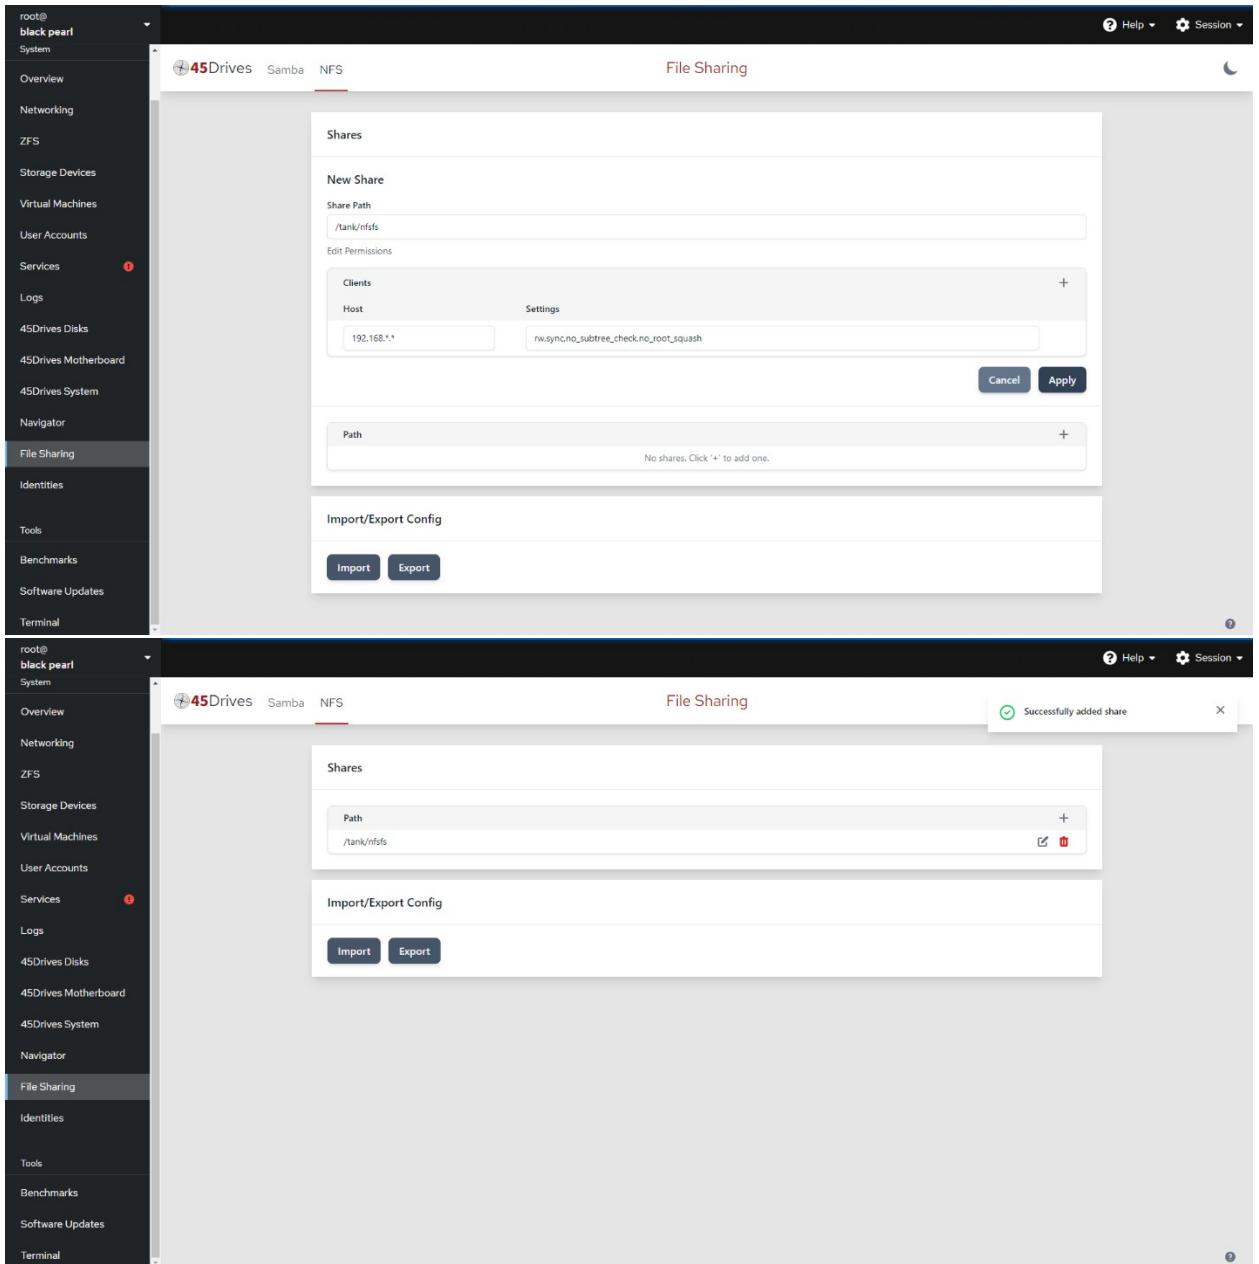 root@
black pearl
Help
Session
System
Overview
Networking
ZFS
Storage Devices
Virtual Machines
User Accounts
Services
Logs
45Drives Disks
45Drives Motherboard
45Drives System
Navigator
File Sharing
Identities
Tools
Benchmarks
Software Updates
Terminal
45Drives Samba NFS File Sharing
Shares
New Share
Share Path
/tank/nfsfs
Edit Permissions
Clients +
Host Settings
192.168.*.* rw,sync,no_subtree_check,no_root_squash
Cancel Apply
Path +
No shares. Click '+' to add one.
Import/Export Config
Import Export
root@
black pearl
Help
Session
System
Overview
Networking
ZFS
Storage Devices
Virtual Machines
User Accounts
Services
Logs
45Drives Disks
45Drives Motherboard
45Drives System
Navigator
File Sharing
Identities
Tools
Benchmarks
Software Updates
Terminal
45Drives Samba NFS File Sharing
Successfully added share
Shares
Path +
/tank/nfsfs
Import/Export Config
Import Export